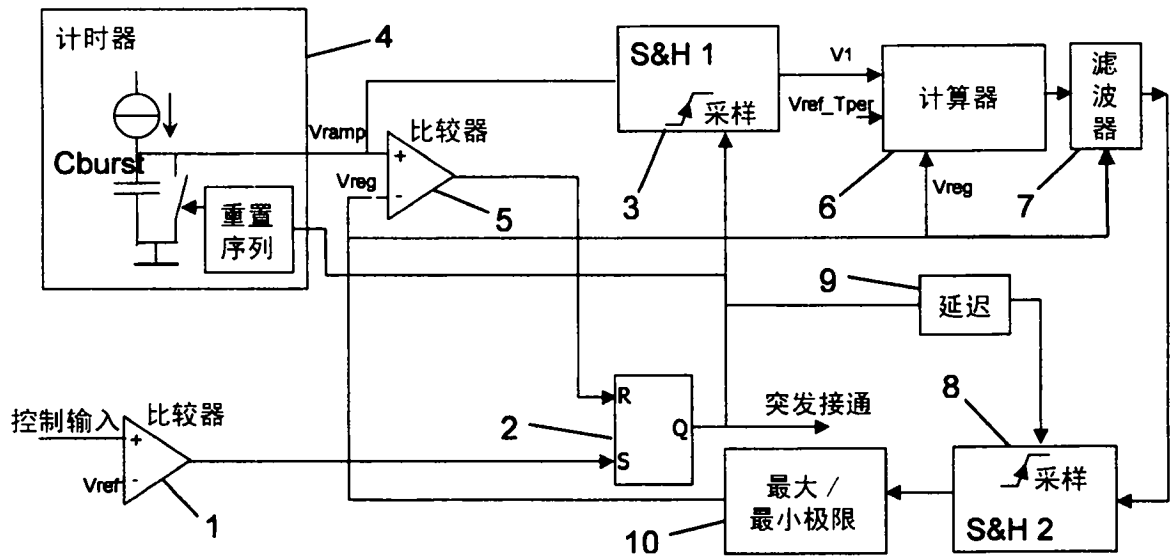 计时器
4
S&H 1
采样
3
V1
Vref_Tper
计算器
6
滤
波
器
7
Vramp
比较器
+
-
Vreg
5
Vreg
Cburst
重置
序列
9
延迟
控制输入
比较器
+
-
Vref
1
R
S
Q
2
突发接通
8
采样
S&H 2
最大 /
最小极限
10